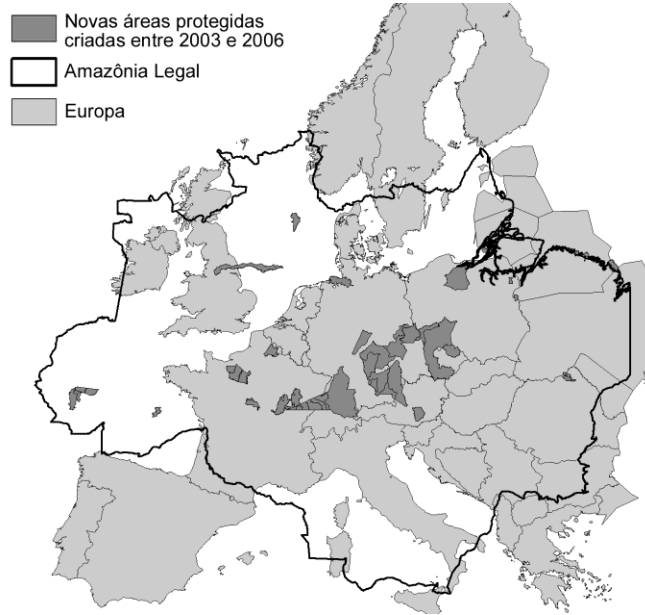 Novas áreas protegidas
criadas entre 2003 e 2006
Amazônia Legal
Europa